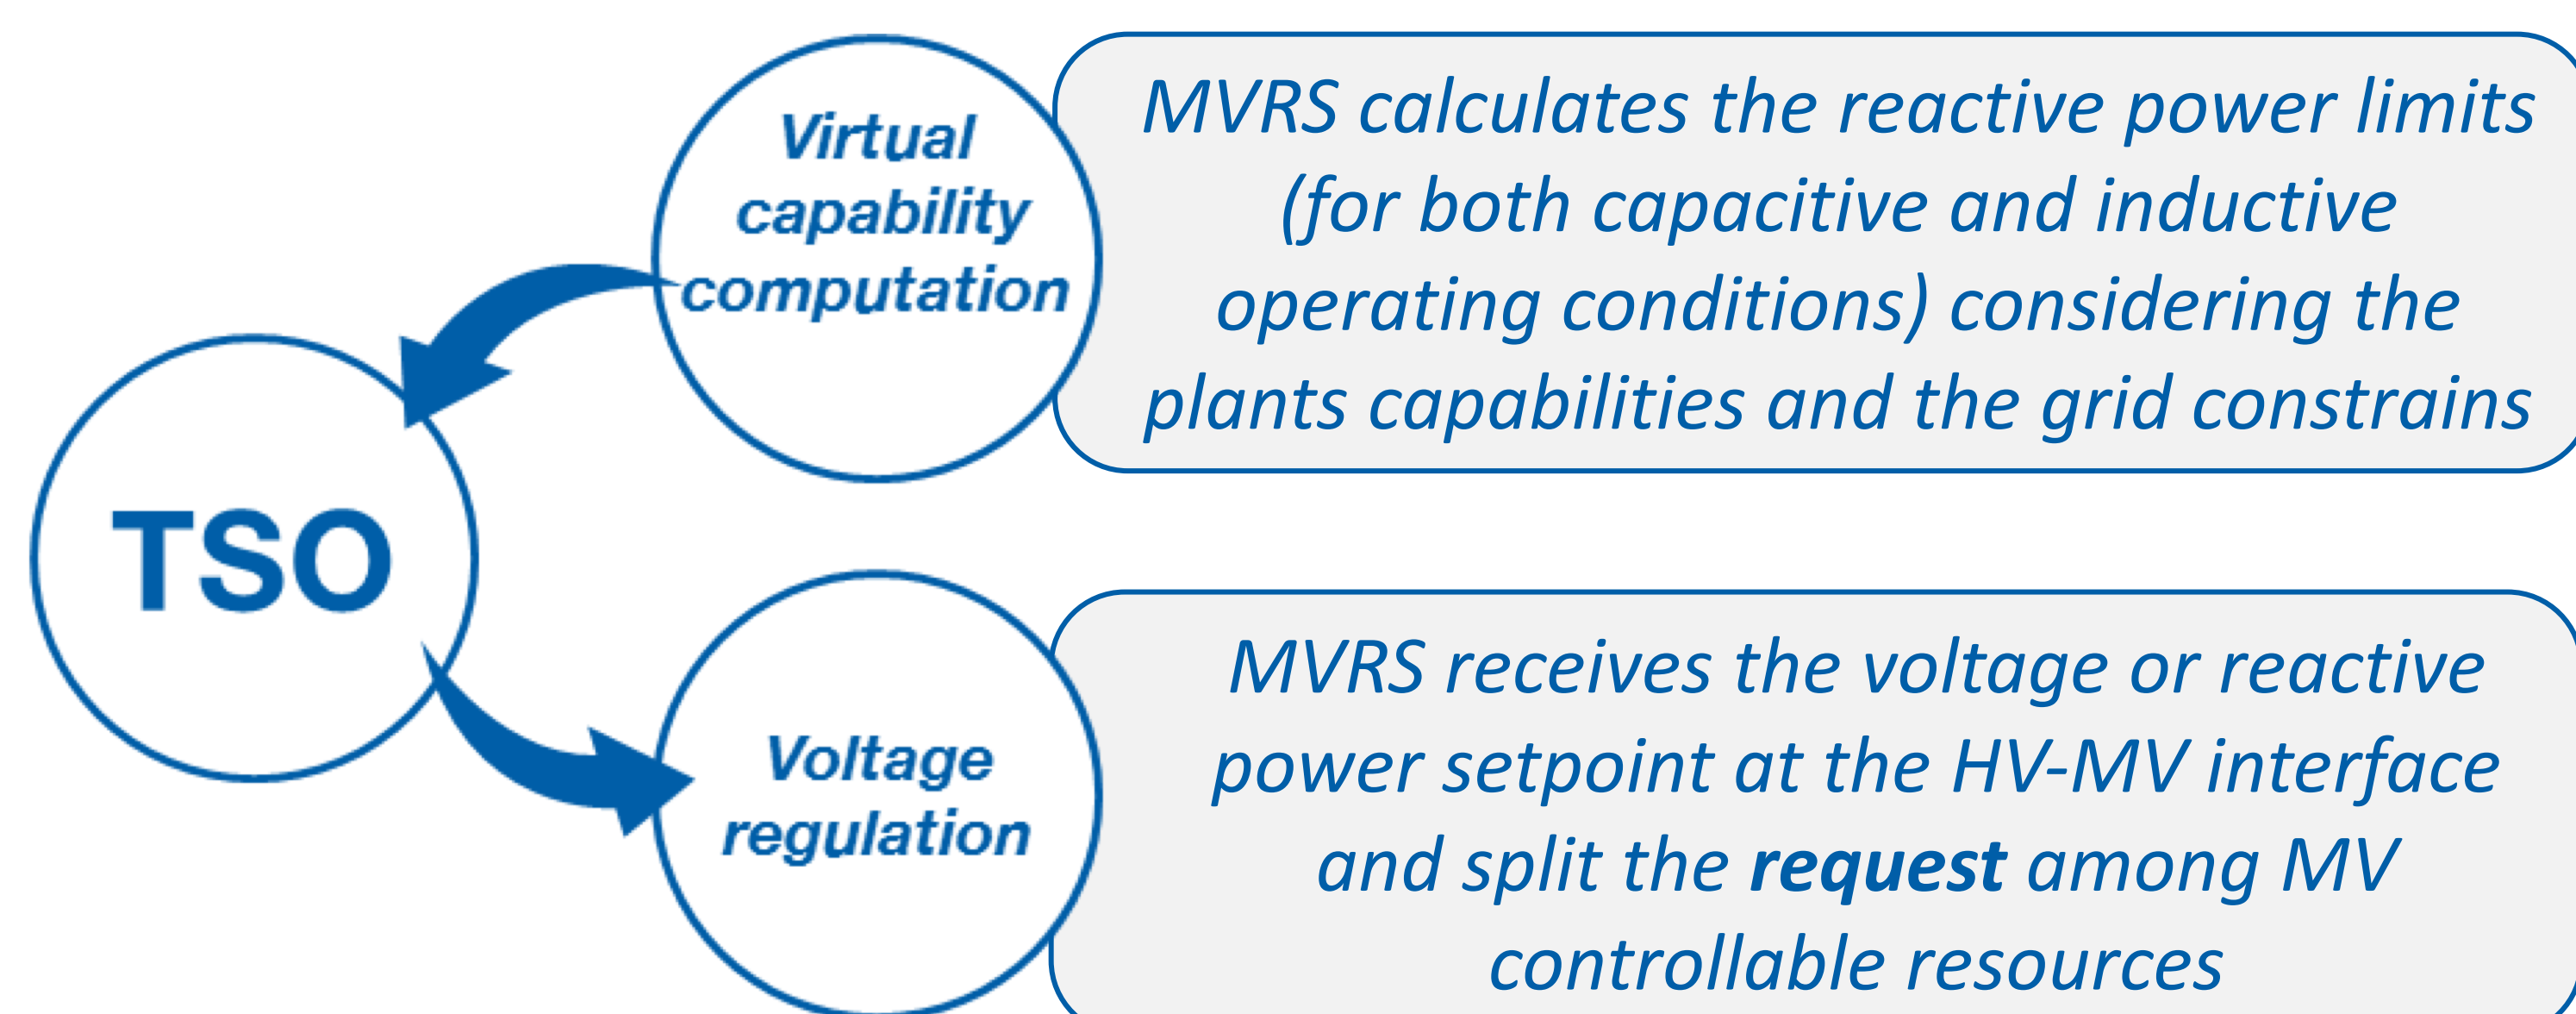 Virtual
capability
computation
MVRS calculates the reactive power limits
(for both capacitive and inductive
operating conditions) considering the
plants capabilities and the grid constrains
TSO
Voltage
regulation
MVRS receives the voltage or reactive
power setpoint at the HV-MV interface
and split the request among MV
controllable resources